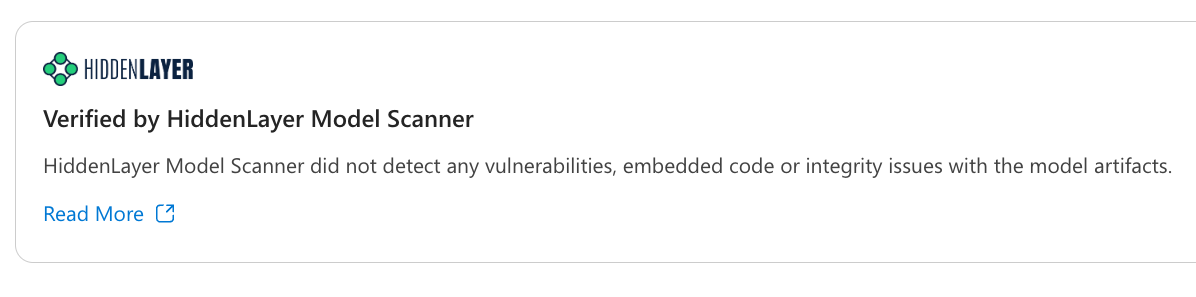 HIDDENLAYER
Verified by HiddenLayer Model Scanner
HiddenLayer Model Scanner did not detect any vulnerabilities, embedded code or integrity issues with the model artifacts.
Read More